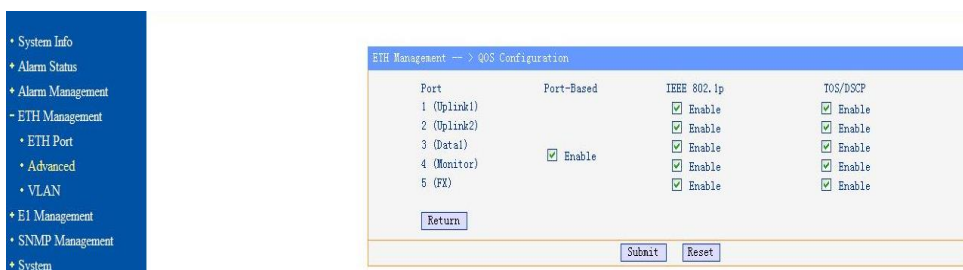 • System Info
+ Alarm Status
+ Alarm Management
- ETH Management
• ETH Port
• Advanced
• VLAN
+ E1 Management
• SNMP Management
+ System
ETH Management -- > QOS Configuration
Port Port-Based IEEE 802.1p TOS/DSCP
1 (Uplink1) Enable Enable
2 (Uplink2) Enable Enable
3 (Data1) Enable Enable
Enable
4 (Monitor) Enable Enable
5 (FX) Enable Enable
Return
Submit Reset